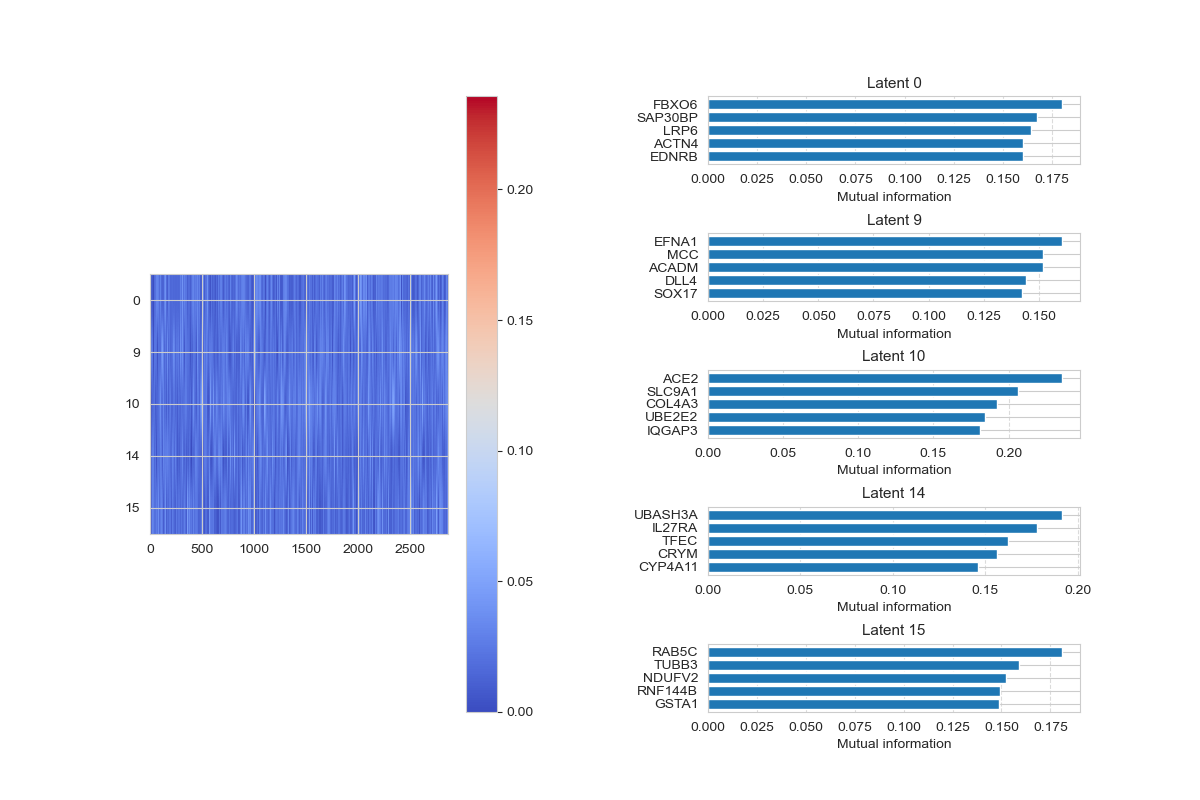 0
9
10
14
15
0 500 1000 1500 2000 2500
0.20
0.15
0.10
0.05
0.00
Latent 0
FBXO6
SAP30BP
LRP6
ACTN4
EDNRB
0.000 0.025 0.050 0.075 0.100 0.125 0.150 0.175
Mutual information
Latent 9
EFNA1
MCC
ACADM
DLL4
SOX17
0.000 0.025 0.050 0.075 0.100 0.125 0.150
Mutual information
Latent 10
ACE2
SLC9A1
COL4A3
UBE2E2
IQGAP3
0.00 0.05 0.10 0.15 0.20
Mutual information
Latent 14
UBASH3A
IL27RA
TFEC
CRYM
CYP4A11
0.00 0.05 0.10 0.15 0.20
Mutual information
Latent 15
RAB5C
TUBB3
NDUFV2
RNF144B
GSTA1
0.000 0.025 0.050 0.075 0.100 0.125 0.150 0.175
Mutual information